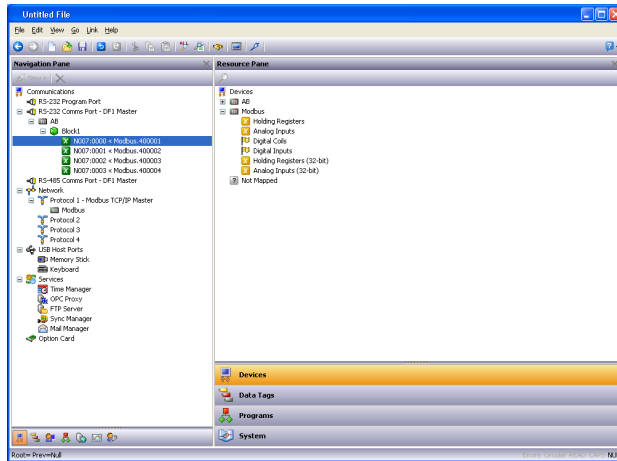 Untitled File
File Edit View Go Link Help
Navigation Pane
Resource Pane
Communications
RS-232 Program Port
RS-232 Comms Port - DF1 Master
AB
Block1
N007:0000 < Modbus.400001
N007:0001 < Modbus.400002
N007:0002 < Modbus.400003
N007:0003 < Modbus.400004
RS-485 Comms Port - DF1 Master
Network
Protocol 1 - Modbus TCP/IP Master
Modbus
Protocol 2
Protocol 3
Protocol 4
USB Host Ports
Memory Stick
Keyboard
Services
Time Manager
OPC Proxy
FTP Server
Sync Manager
Mail Manager
Option Card
Devices
AB
Modbus
Holding Registers
Analog Inputs
Digital Coils
Digital Inputs
Holding Registers (32-bit)
Analog Inputs (32-bit)
Not Mapped
Devices
Data Tags
Programs
System
Root= Prev=Null
Errors Circular READ CAPS NU